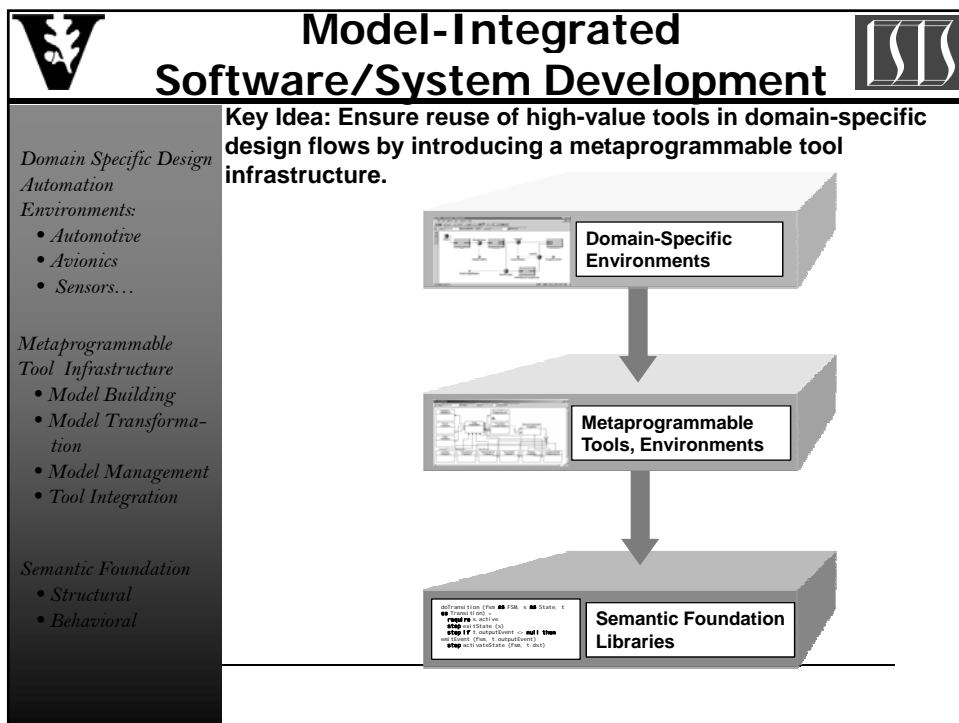 Model-Integrated
Software/System Development
ISIS
Key Idea: Ensure reuse of high-value tools in domain-specific
design flows by introducing a metaprogrammable tool
infrastructure.
Domain Specific Design
Automation
Environments:
• Automotive
• Avionics
• Sensors…
Metaprogrammable
Tool Infrastructure
• Model Building
• Model Transforma-
tion
• Model Management
• Tool Integration
Semantic Foundation
• Structural
• Behavioral
Domain-Specific
Environments
Metaprogrammable
Tools, Environments
doTransition (fsm as FSM, s as State, t
as Transition) =
require s.active
step exitState (s)
step if t.outputEvent <> null then
emitEvent (fsm, t.outputEvent)
step activateState (fsm, t.dst)
Semantic Foundation
Libraries